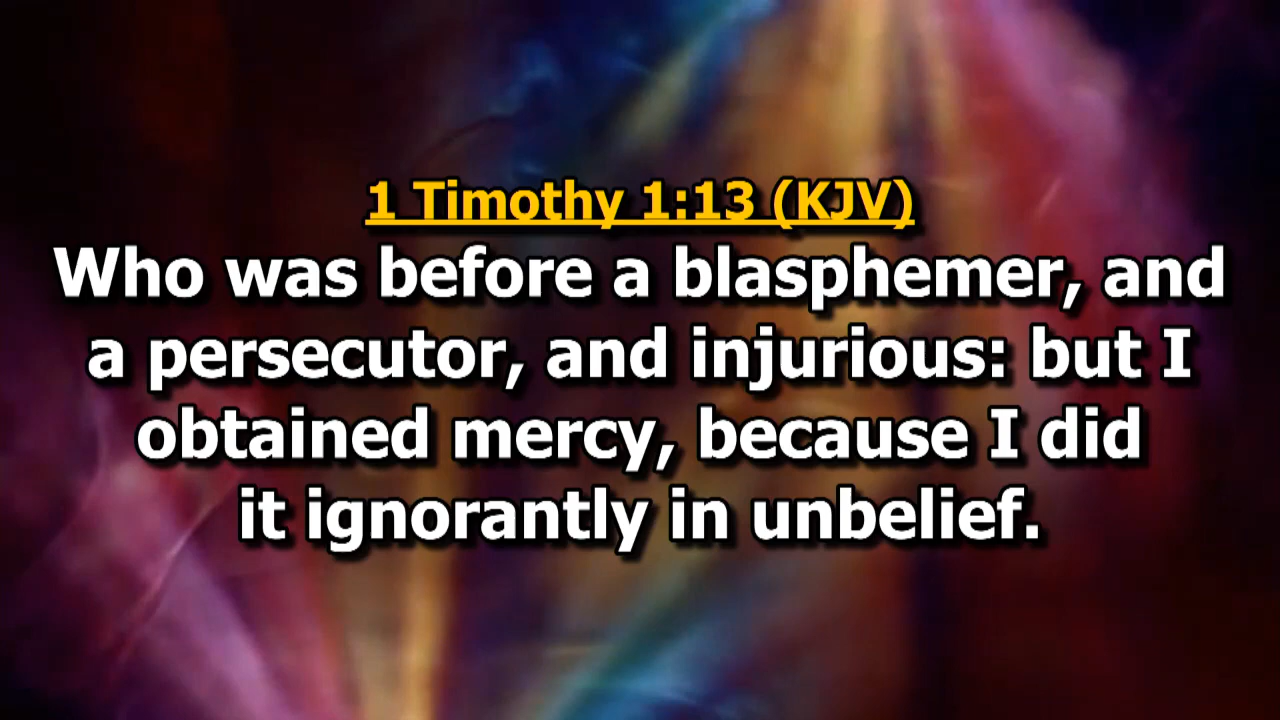 1 Timothy 1:13 (KJV)
Who was before a blasphemer, and
a persecutor, and injurious: but I
obtained mercy, because I did
it ignorantly in unbelief.